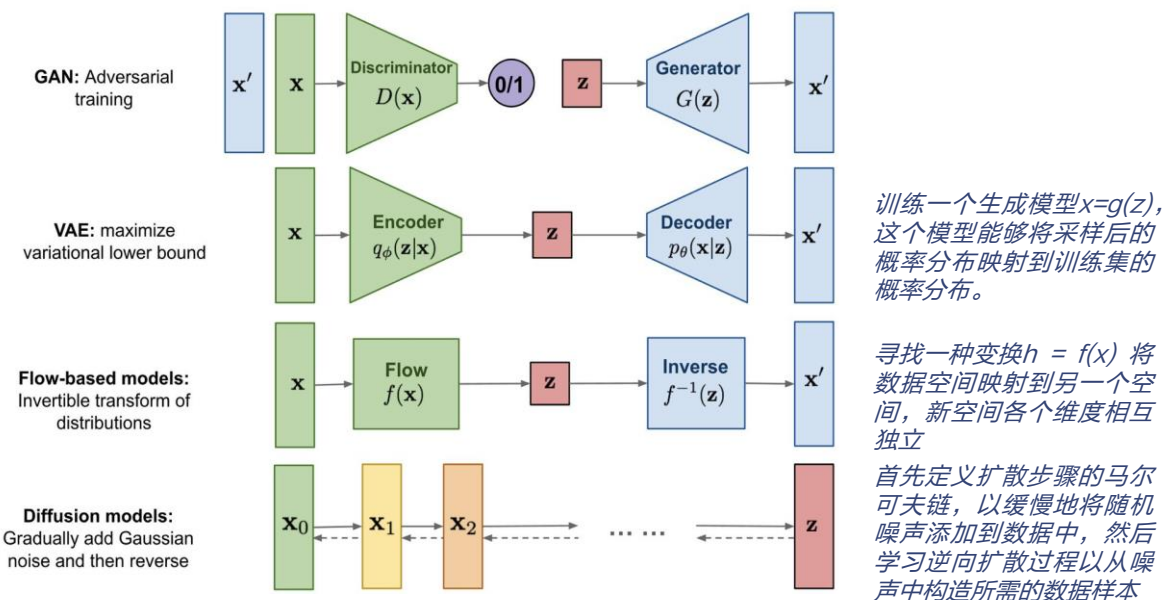 GAN: Adversarial
training
x′
x
Discriminator
D(x)
0/1
z
Generator
G(z)
x′
VAE: maximize
variational lower bound
x
Encoder
qϕ(z|x)
z
Decoder
pθ(x|z)
x′
训练一个生成模型x=g(z),
这个模型能够将采样后的
概率分布映射到训练集的
概率分布。
Flow-based models:
Invertible transform of
distributions
x
Flow
f(x)
z
Inverse
f⁻¹(z)
x′
寻找一种变换h = f(x) 将
数据空间映射到另一个空
间，新空间各个维度相互
独立
Diffusion models:
Gradually add Gaussian
noise and then reverse
x₀
x₁
x₂
... ...
z
首先定义扩散步骤的马尔
可夫链，以缓慢地将随机
噪声添加到数据中，然后
学习逆向扩散过程以从噪
声中构造所需的数据样本